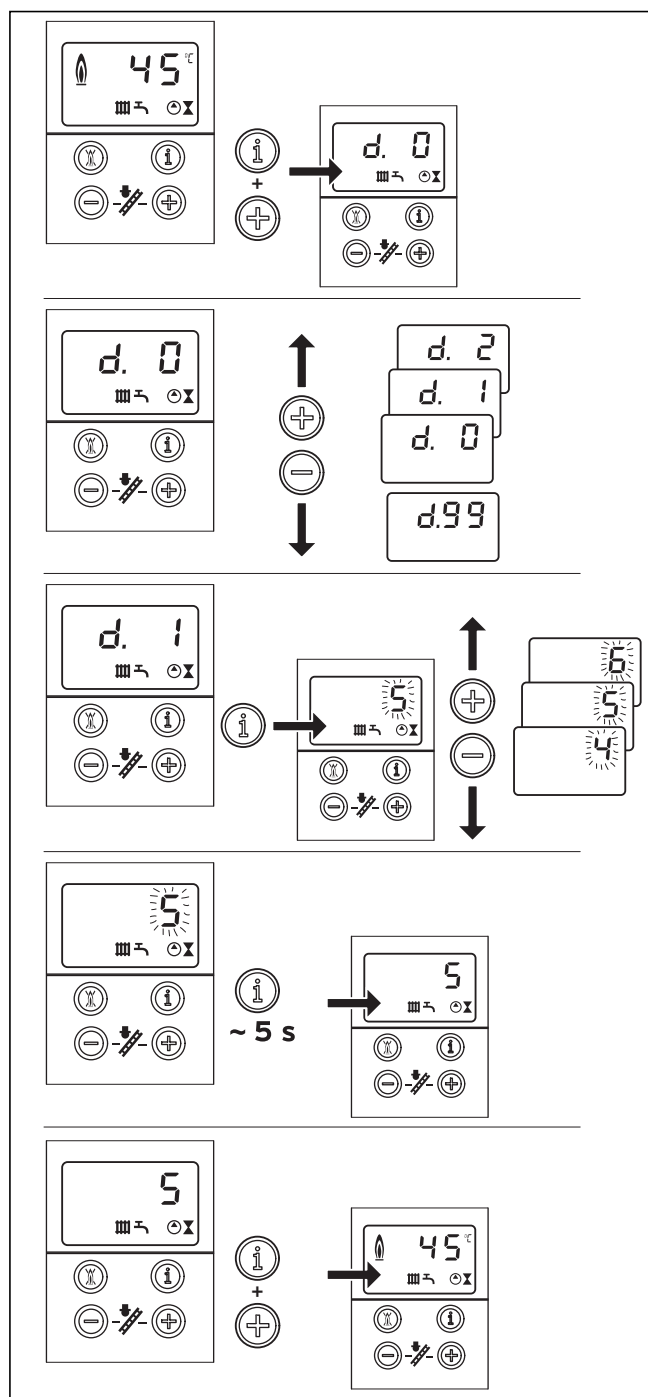 45 °C
i
i
+
+
d. 0
i
- +
- +
d. 0
i
- +
+
-
d. 2
d. 1
d. 0
d.99
d. 1
i
- +
i
5
i
- +
+
-
6
5
4
5
i
- +
i
~ 5 s
5
i
- +
5
i
- +
i
+
+
45 °C
i
- +